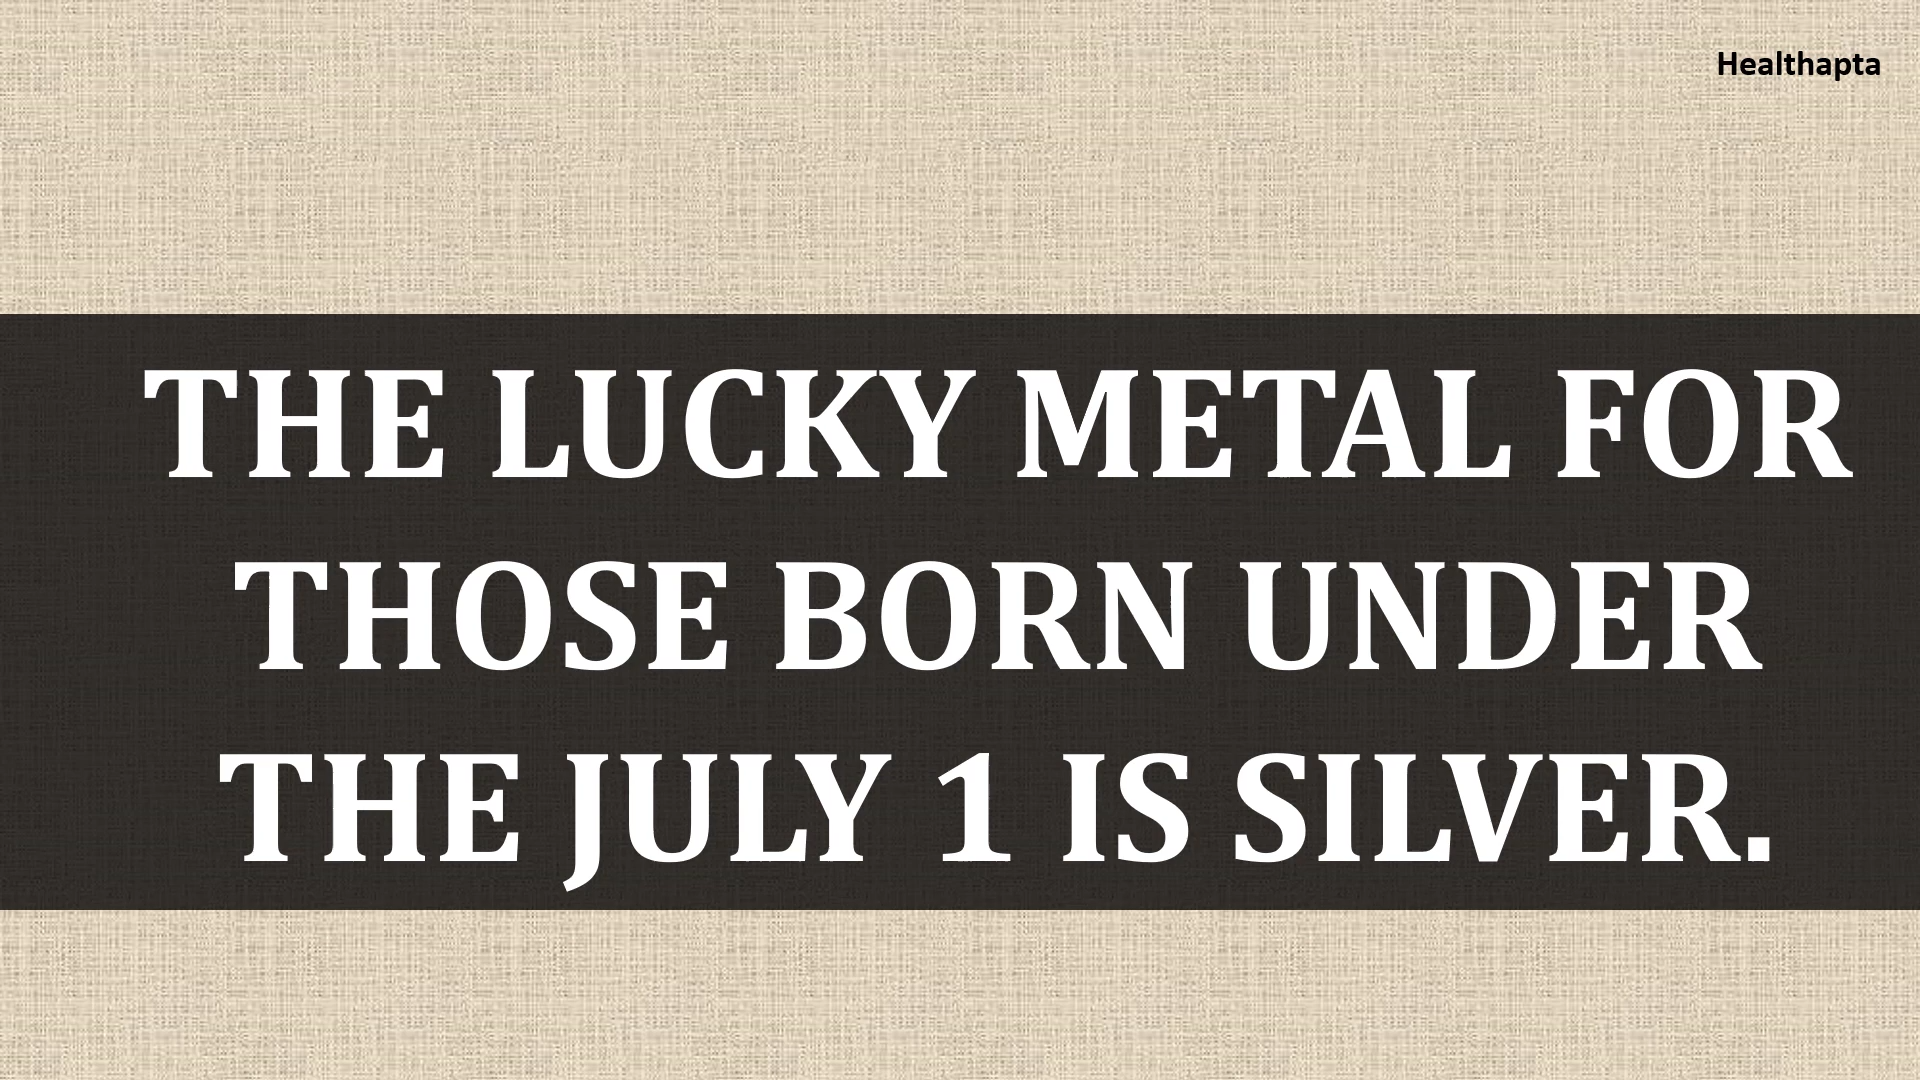 Healthapta
THE LUCKY METAL FOR
THOSE BORN UNDER
THE JULY 1 IS SILVER.